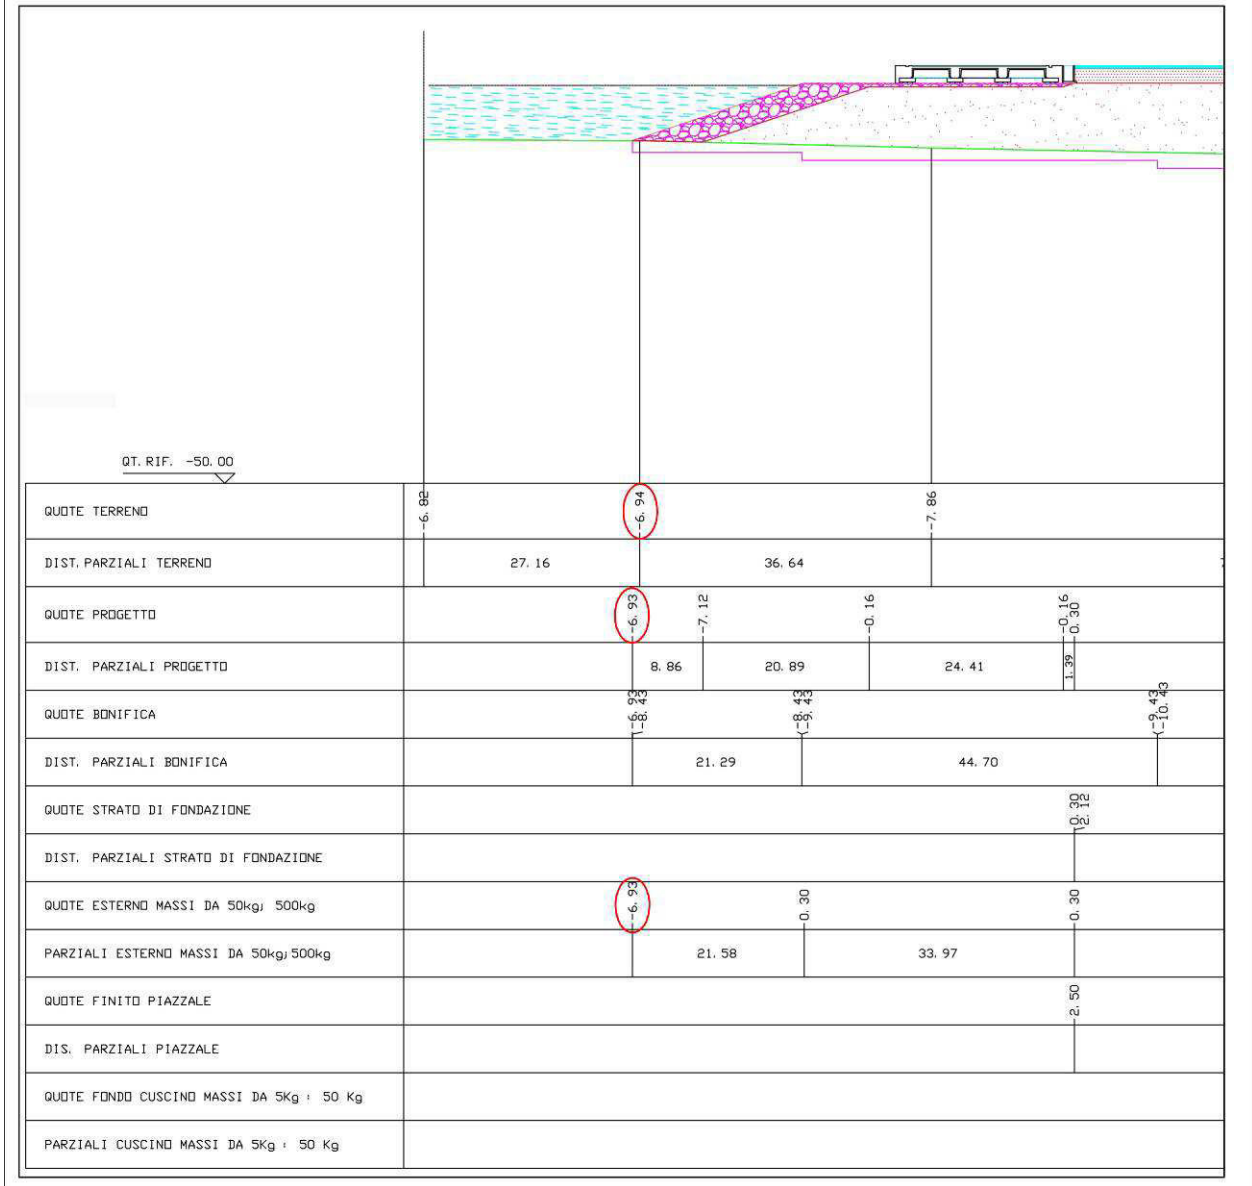 QT. RIF. -50.00
QUOTE TERRENO -6.82 -6.94 -7.86
DIST.PARZIALI TERRENO 27.16 36.64
QUOTE PROGETTO -6.93 -7.12 -0.16 -0.16 0.30
DIST. PARZIALI PROGETTO 8.86 20.89 24.41 1.39
QUOTE BONIFICA -6.93 -8.43 -8.43 -9.43 -9.43 -10.43
DIST. PARZIALI BONIFICA 21.29 44.70
QUOTE STRATO DI FONDAZIONE 0.30 2.12
DIST. PARZIALI STRATO DI FONDAZIONE
QUOTE ESTERNO MASSI DA 50kg; 500kg -6.93 0.30 0.30
PARZIALI ESTERNO MASSI DA 50kg;500kg 21.58 33.97
QUOTE FINITO PIAZZALE 2.50
DIS. PARZIALI PIAZZALE
QUOTE FONDO CUSCINO MASSI DA 5Kg : 50 Kg
PARZIALI CUSCINO MASSI DA 5Kg : 50 Kg